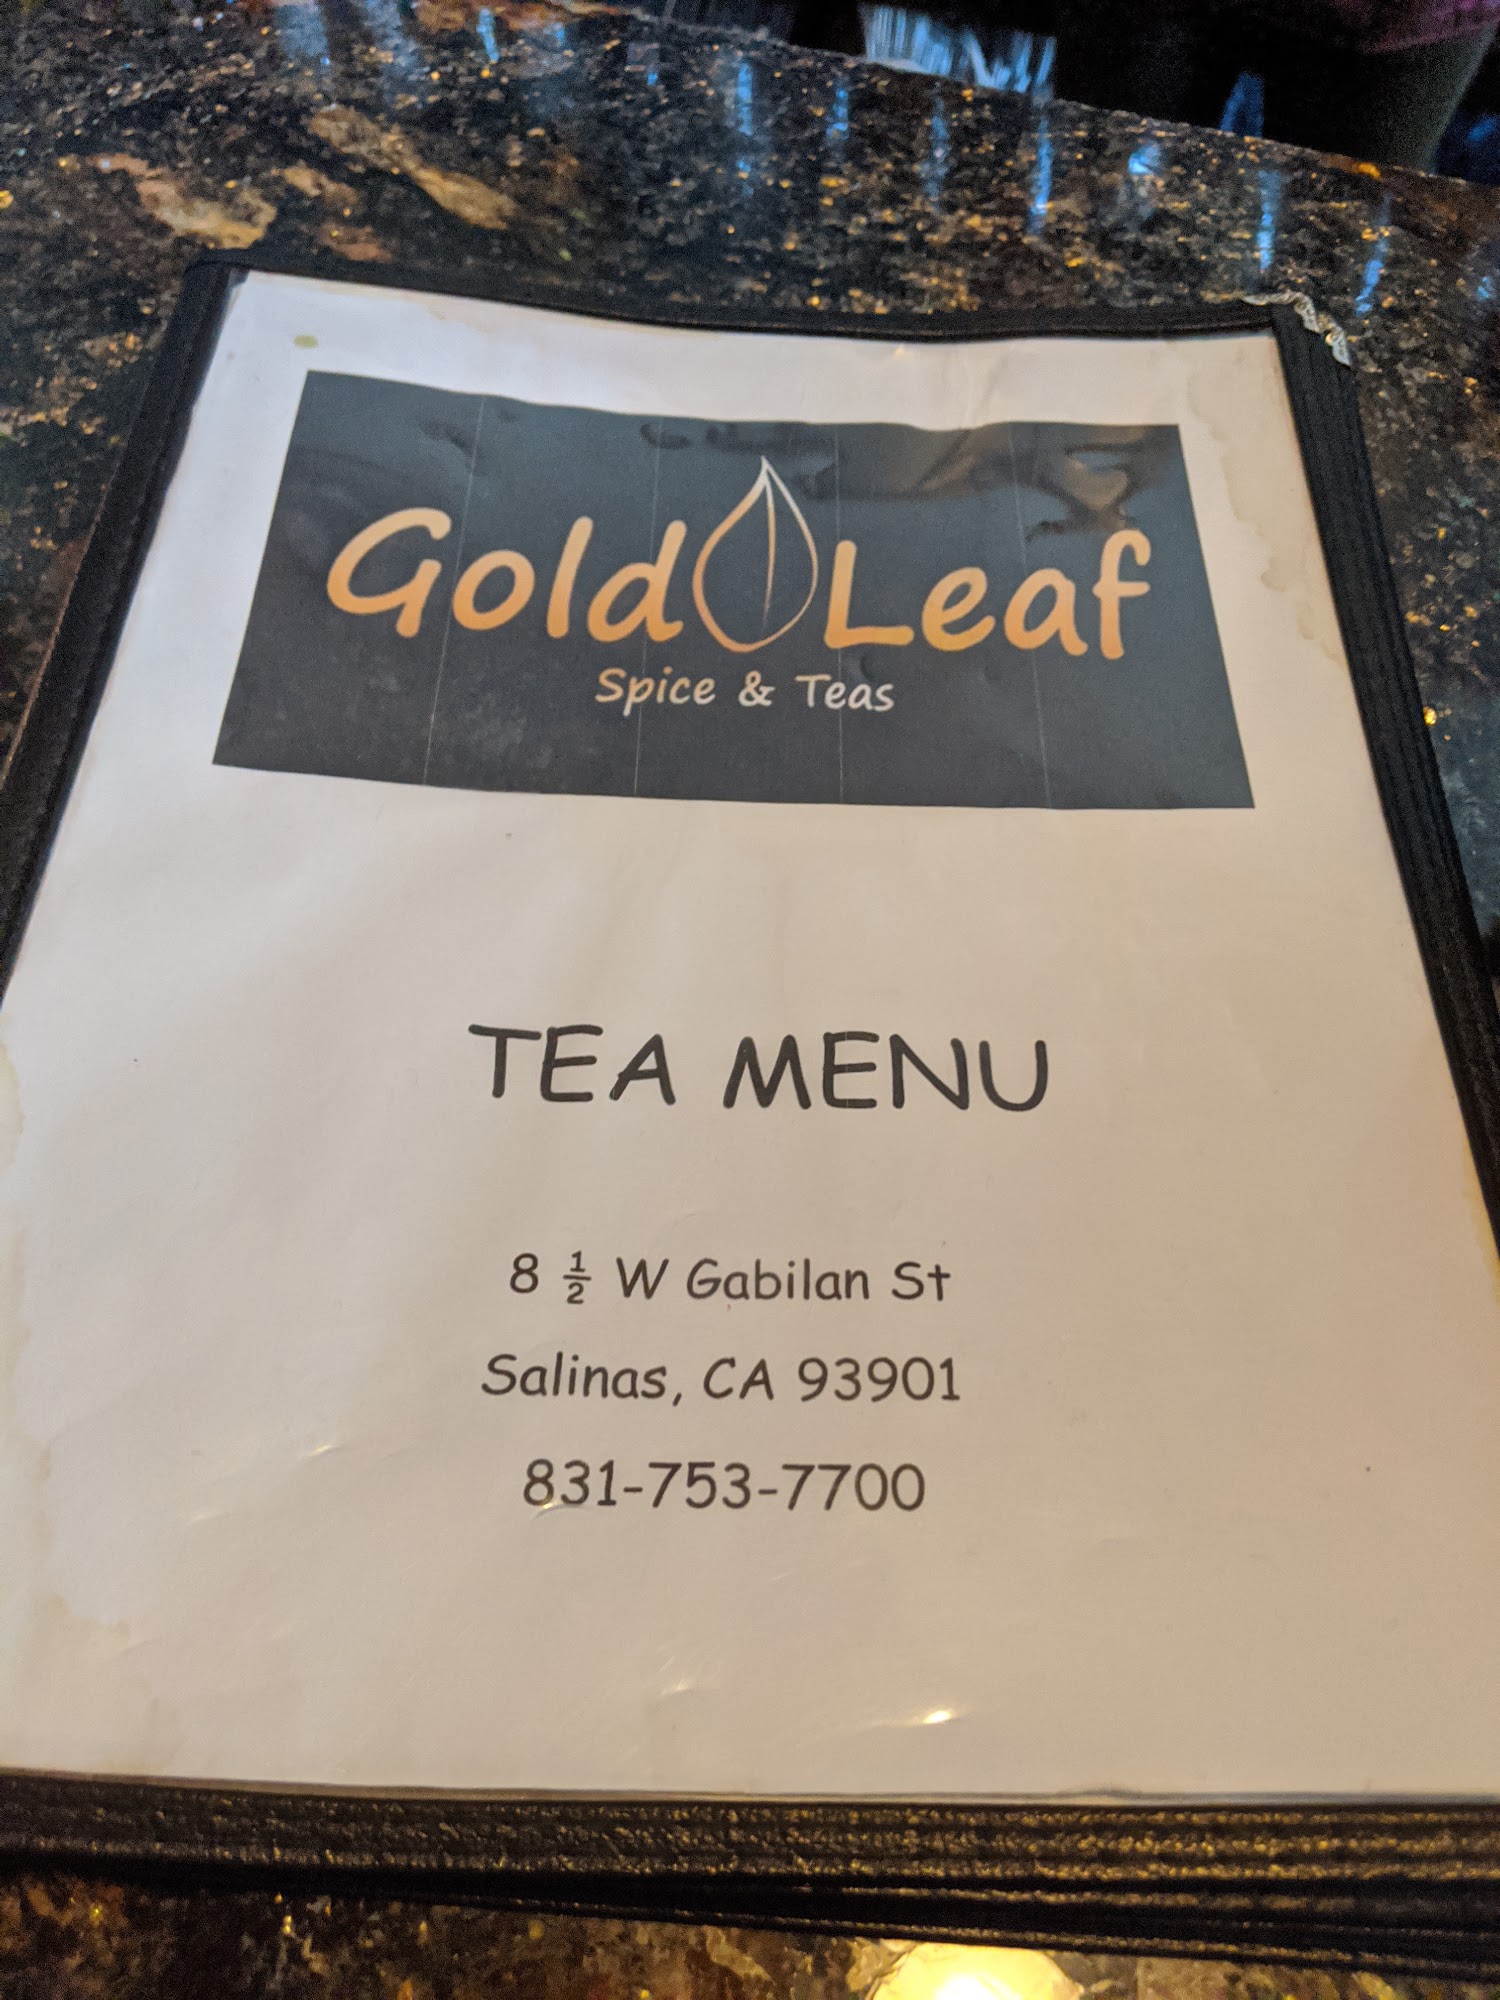 Gold Leaf
Spice & Teas
TEA MENU
8 ½ W Gabilan St
Salinas, CA 93901
831-753-7700